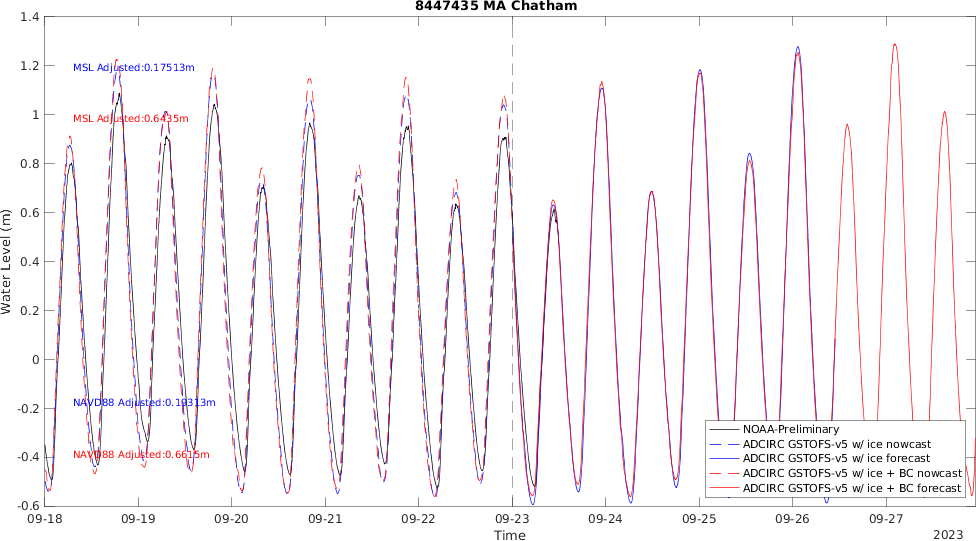 8447435 MA Chatham
Water Level (m)
1.4
1.2
1
0.8
0.6
0.4
0.2
0
-0.2
-0.4
-0.6
MSL Adjusted:0.17513m
MSL Adjusted:0.6435m
NAVD88 Adjusted:0.19313m
NAVD88 Adjusted:0.6615m
NOAA-Preliminary
ADCIRC GSTOFS-v5 w/ ice nowcast
ADCIRC GSTOFS-v5 w/ ice forecast
ADCIRC GSTOFS-v5 w/ ice + BC nowcast
ADCIRC GSTOFS-v5 w/ ice + BC forecast
09-18 09-19 09-20 09-21 09-22 09-23 09-24 09-25 09-26 09-27
Time
2023